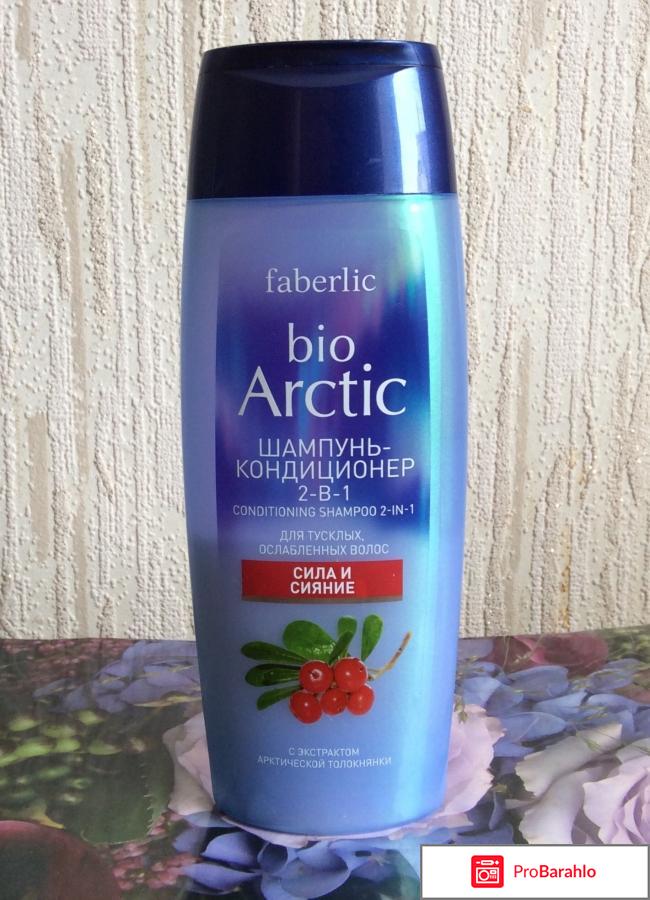 faberlic
bio
Arctic
ШАМПУНЬ-
КОНДИЦИОНЕР
2-В-1
CONDITIONING SHAMPOO 2-IN-1
ДЛЯ ТУСКЛЫХ,
ОСЛАБЛЕННЫХ ВОЛОС
СИЛА И
СИЯНИЕ
С ЭКСТРАКТОМ
АРКТИЧЕСКОЙ ТОЛОКНЯНКИ
ProBarahlo